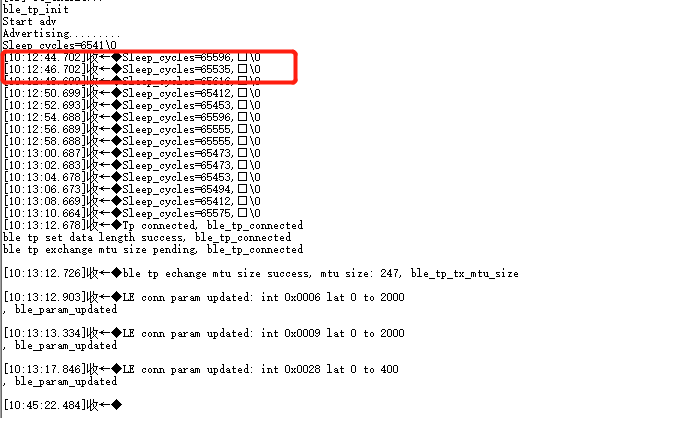 ble_tp_init
Start adv
Advertising.........
Sleep_cycles=6541\0
[10:12:44.702]收←◆Sleep_cycles=65596,□\0
[10:12:46.702]收←◆Sleep_cycles=65535,□\0
[10:12:48.699]收←◆Sleep_cycles=65616,□\0
[10:12:50.699]收←◆Sleep_cycles=65412,□\0
[10:12:52.693]收←◆Sleep_cycles=65453,□\0
[10:12:54.688]收←◆Sleep_cycles=65596,□\0
[10:12:56.689]收←◆Sleep_cycles=65555,□\0
[10:12:58.688]收←◆Sleep_cycles=65555,□\0
[10:13:00.687]收←◆Sleep_cycles=65473,□\0
[10:13:02.683]收←◆Sleep_cycles=65473,□\0
[10:13:04.678]收←◆Sleep_cycles=65453,□\0
[10:13:06.673]收←◆Sleep_cycles=65494,□\0
[10:13:08.669]收←◆Sleep_cycles=65412,□\0
[10:13:10.664]收←◆Sleep_cycles=65575,□\0
[10:13:12.678]收←◆Tp connected, ble_tp_connected
ble tp set data length success, ble_tp_connected
ble tp exchange mtu size pending, ble_tp_connected
[10:13:12.726]收←◆ble tp echange mtu size success, mtu size: 247, ble_tp_tx_mtu_size
[10:13:12.903]收←◆LE conn param updated: int 0x0006 lat 0 to 2000
, ble_param_updated
[10:13:13.334]收←◆LE conn param updated: int 0x0009 lat 0 to 2000
, ble_param_updated
[10:13:17.846]收←◆LE conn param updated: int 0x0028 lat 0 to 400
, ble_param_updated
[10:45:22.484]收←◆